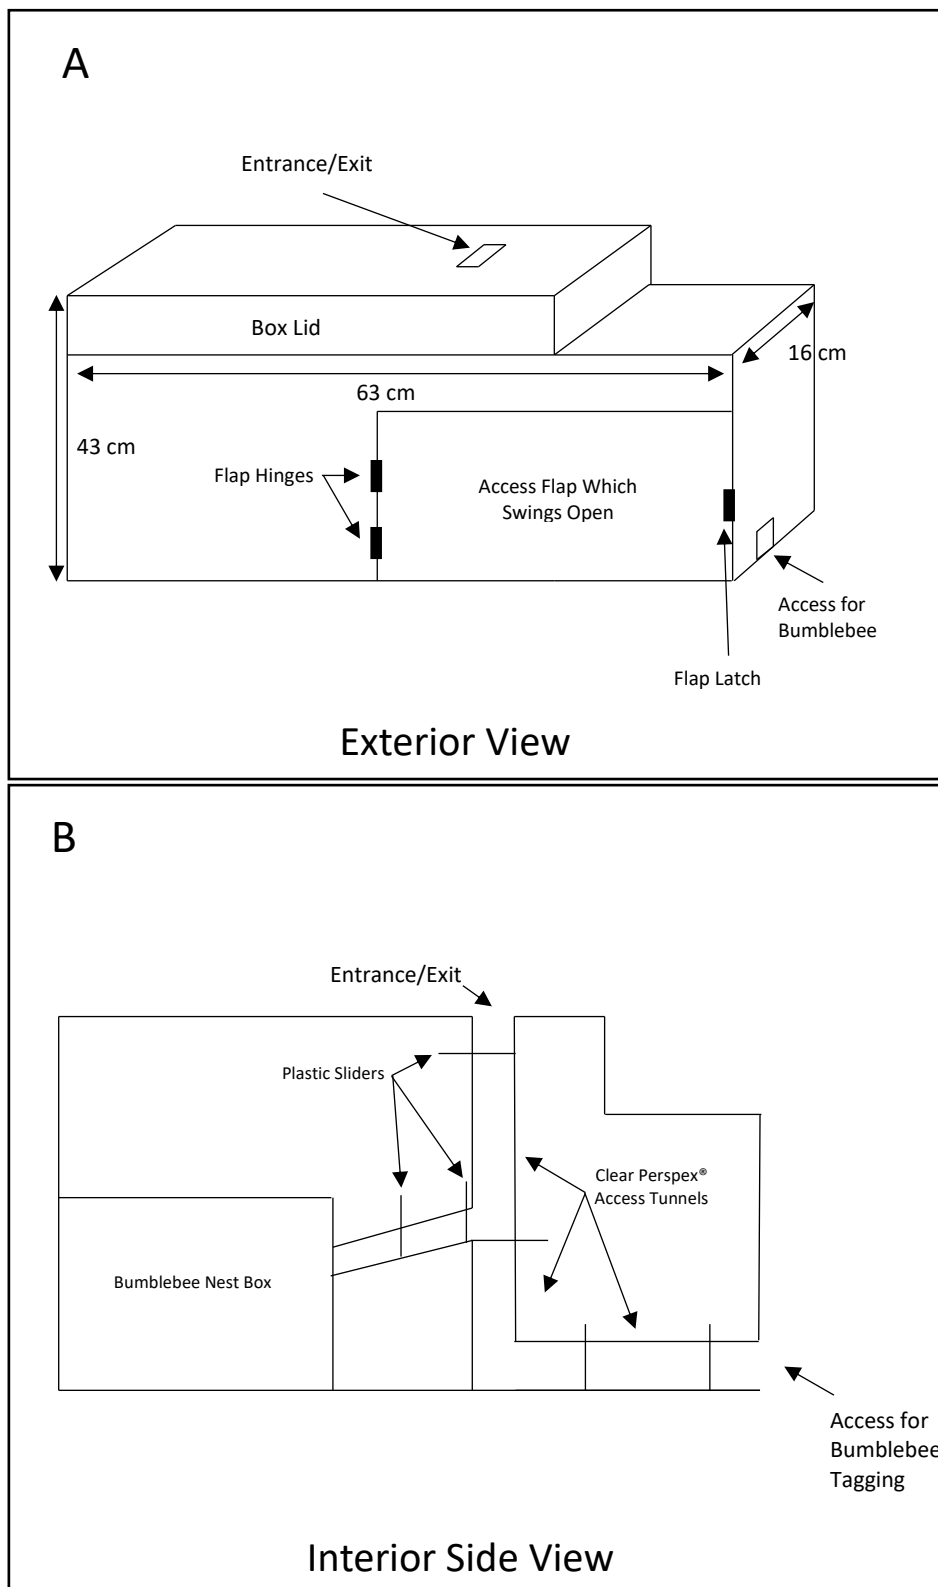 A
Entrance/Exit
Box Lid
16 cm
63 cm
43 cm
Flap Hinges
Access Flap Which
Swings Open
Access for
Bumblebee
Flap Latch
Exterior View
B
Entrance/Exit
Plastic Sliders
Clear Perspex®
Access Tunnels
Bumblebee Nest Box
Access for
Bumblebee
Tagging
Interior Side View